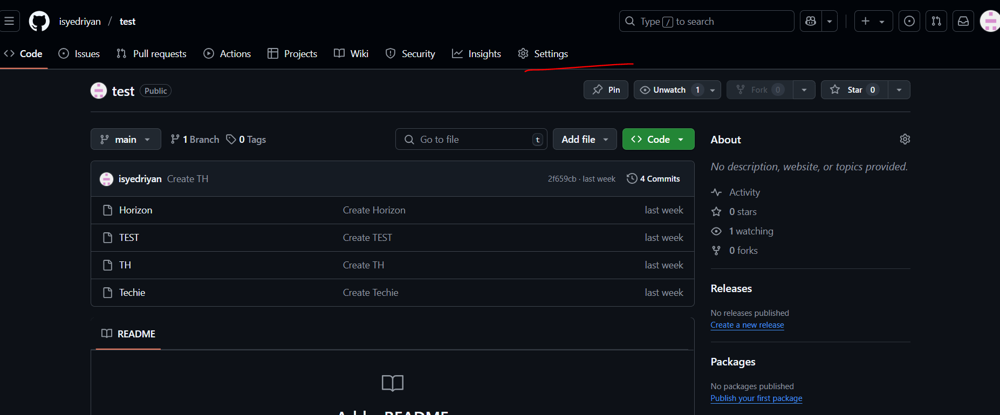 isyedriyan / test
Type / to search
Code Issues Pull requests Actions Projects Wiki Security Insights Settings
test Public
Pin Unwatch 1 Fork 0 Star 0
main 1 Branch 0 Tags Go to file t Add file Code
isyedriyan Create TH 2f659cb · last week 4 Commits
Horizon Create Horizon last week
TEST Create TEST last week
TH Create TH last week
Techie Create Techie last week
README
About
No description, website, or topics provided.
Activity
0 stars
1 watching
0 forks
Releases
No releases published
Create a new release
Packages
No packages published
Publish your first package